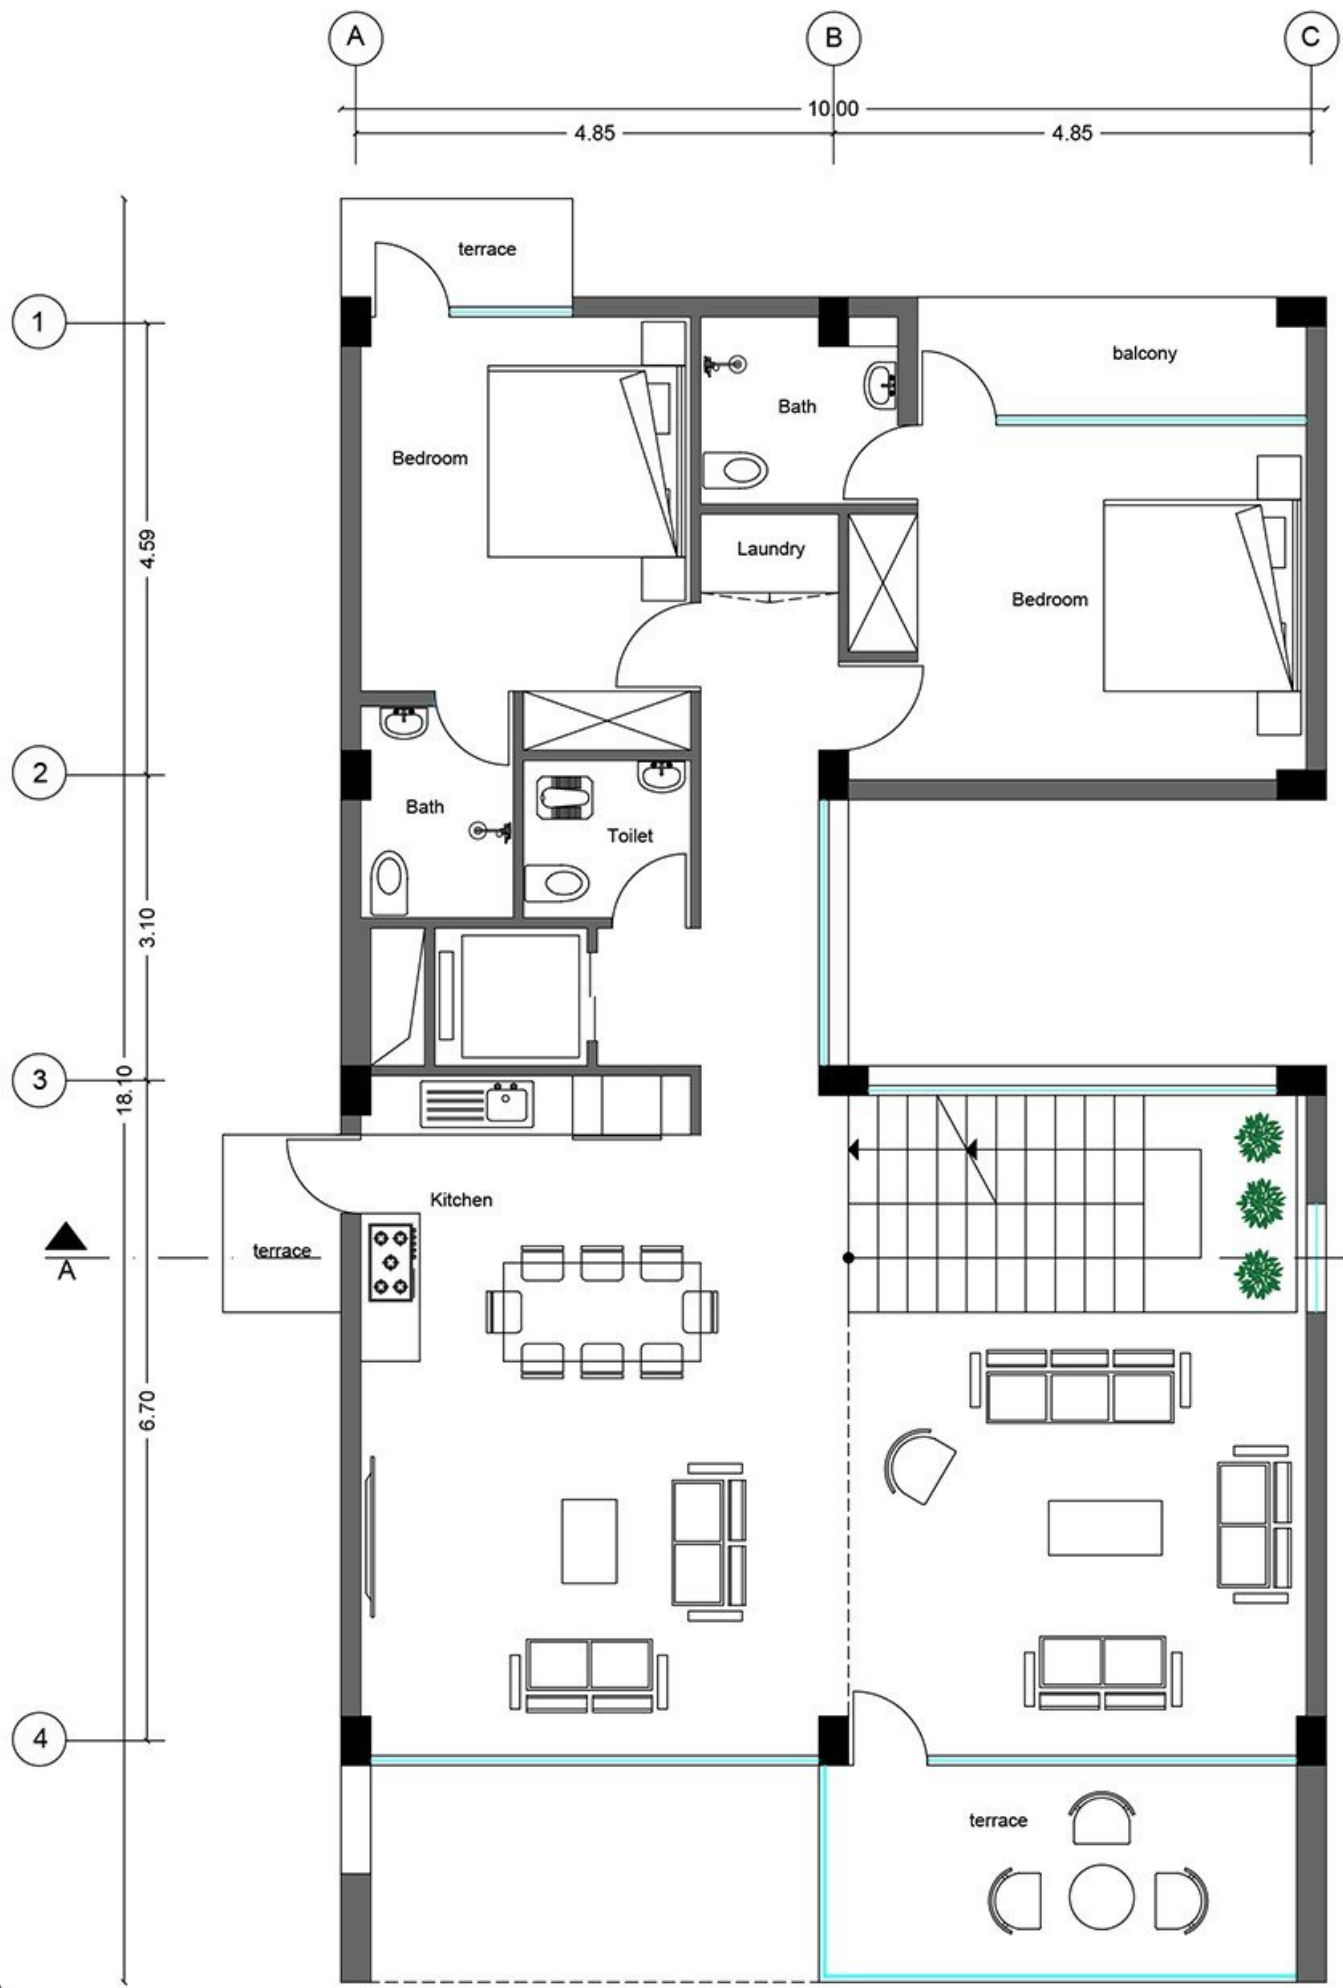 A
B
C
10.00
4.85
4.85
terrace
1
balcony
Bath
Bedroom
4.59
Laundry
Bedroom
2
Bath
Toilet
3.10
3
18.10
Kitchen
terrace
A
6.70
4
terrace